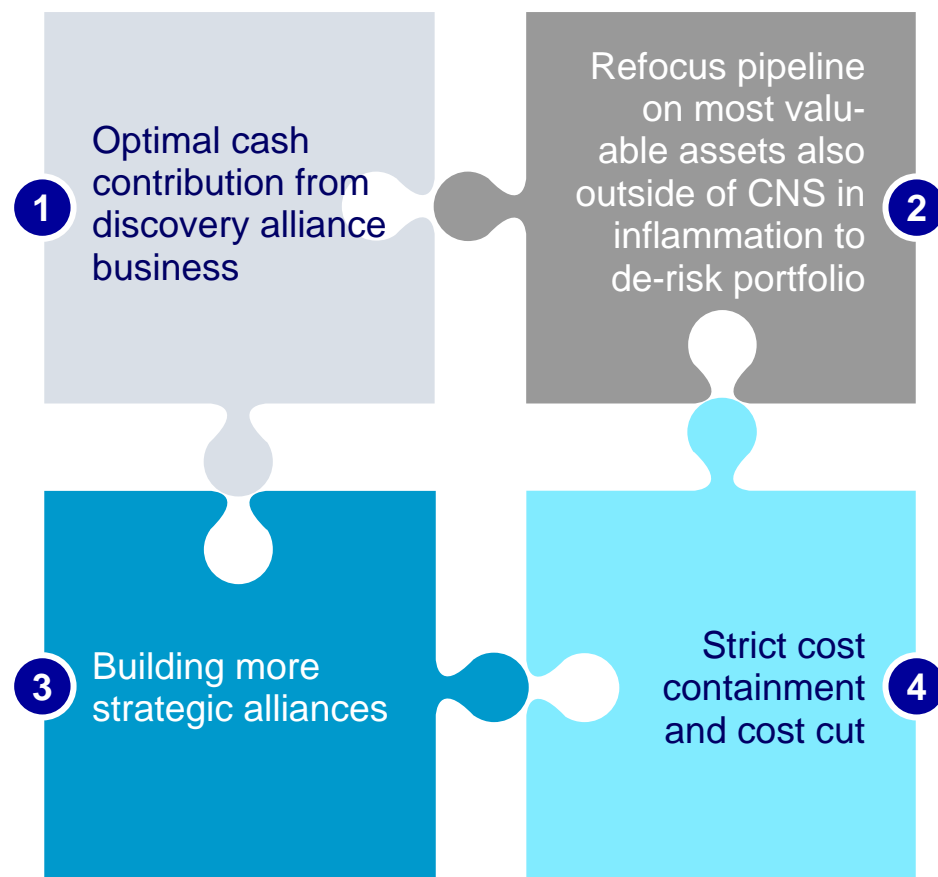 1
Optimal cash
contribution from
discovery alliance
business
Refocus pipeline
on most valu-
able assets also
outside of CNS in
inflammation to
de-risk portfolio
2
3
Building more
strategic alliances
Strict cost
containment
and cost cut
4